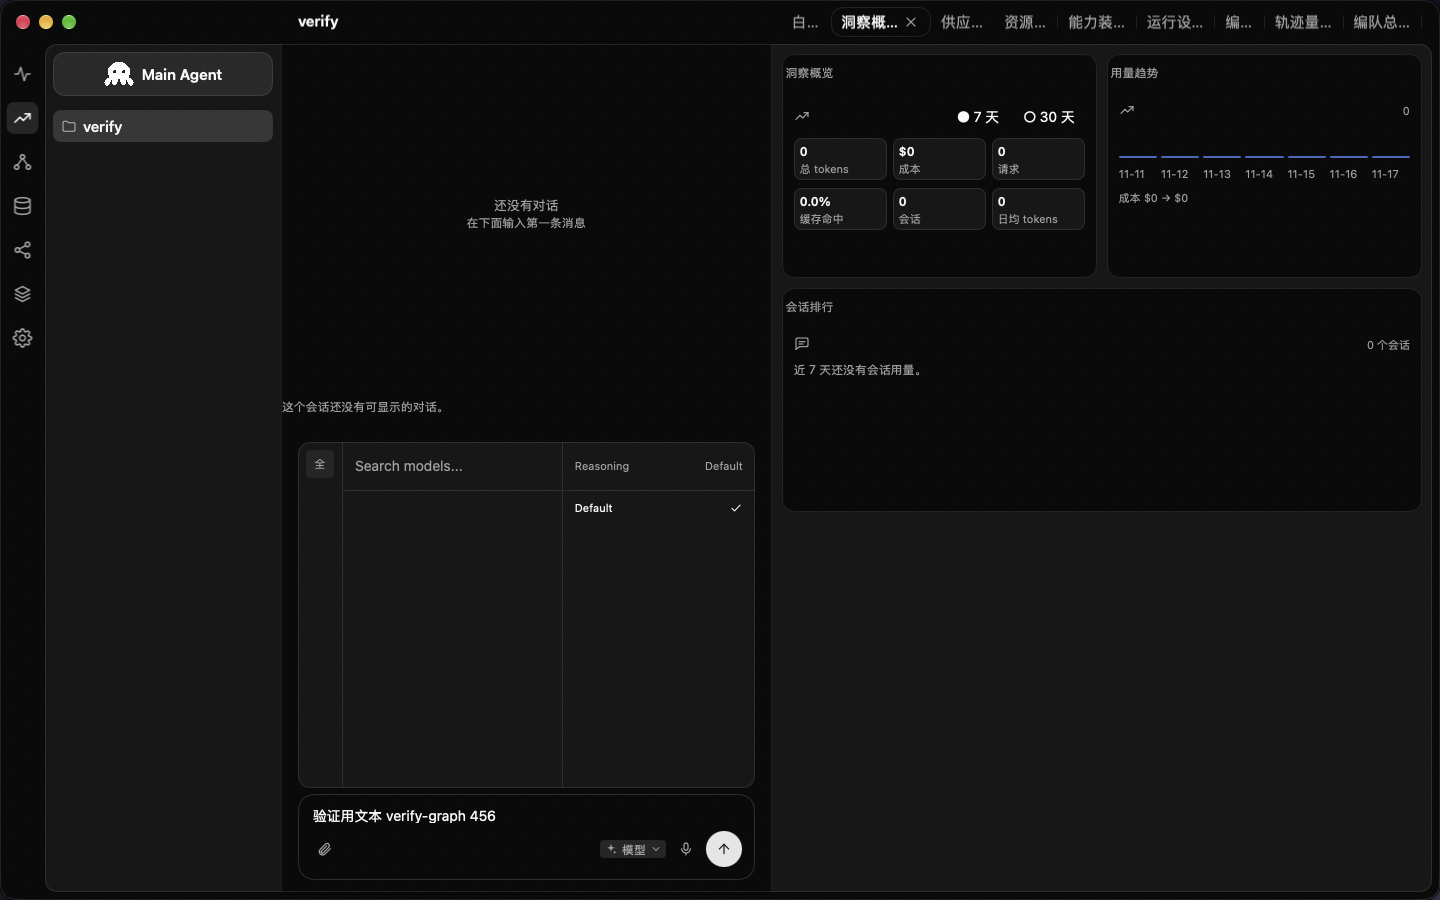 verify
白...
洞察概...
供应...
资源...
能力装...
运行设...
编...
轨迹量...
编队总...
Main Agent
verify
还没有对话
在下面输入第一条消息
这个会话还没有可显示的对话。
全
Search models...
Reasoning
Default
Default
验证用文本 verify-graph 456
模型
洞察概览
7 天
30 天
0
总 tokens
$0
成本
0
请求
0.0%
缓存命中
0
会话
0
日均 tokens
用量趋势
0
11-11 11-12 11-13 11-14 11-15 11-16 11-17
成本 $0 → $0
会话排行
0 个会话
近 7 天还没有会话用量。